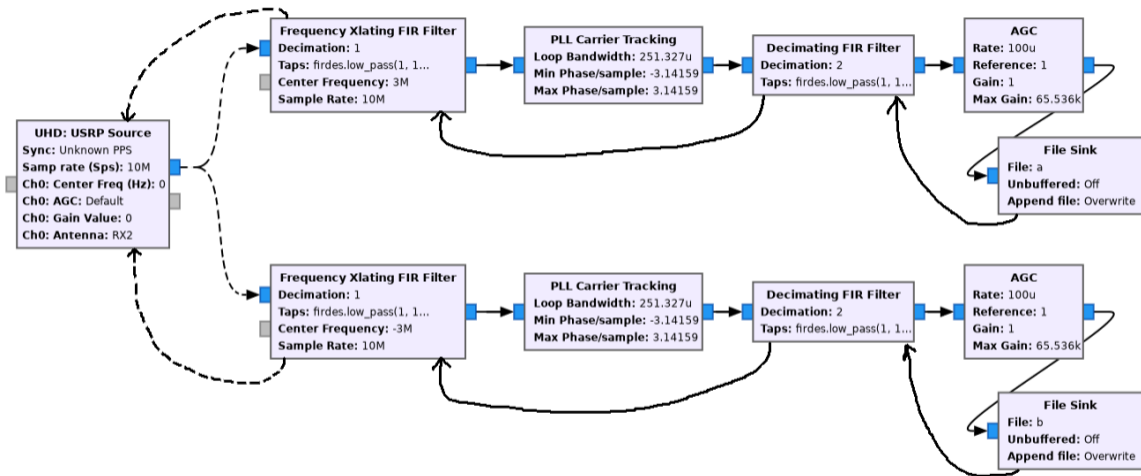 Frequency Xlating FIR Filter
Decimation: 1
Taps: firdes.low_pass(1, 1...
Center Frequency: 3M
Sample Rate: 10M
PLL Carrier Tracking
Loop Bandwidth: 251.327u
Min Phase/sample: -3.14159
Max Phase/sample: 3.14159
Decimating FIR Filter
Decimation: 2
Taps: firdes.low_pass(1, 1...
AGC
Rate: 100u
Reference: 1
Gain: 1
Max Gain: 65.536k
File Sink
File: a
Unbuffered: Off
Append file: Overwrite
UHD: USRP Source
Sync: Unknown PPS
Samp rate (Sps): 10M
Ch0: Center Freq (Hz): 0
Ch0: AGC: Default
Ch0: Gain Value: 0
Ch0: Antenna: RX2
Frequency Xlating FIR Filter
Decimation: 1
Taps: firdes.low_pass(1, 1...
Center Frequency: -3M
Sample Rate: 10M
PLL Carrier Tracking
Loop Bandwidth: 251.327u
Min Phase/sample: -3.14159
Max Phase/sample: 3.14159
Decimating FIR Filter
Decimation: 2
Taps: firdes.low_pass(1, 1...
AGC
Rate: 100u
Reference: 1
Gain: 1
Max Gain: 65.536k
File Sink
File: b
Unbuffered: Off
Append file: Overwrite